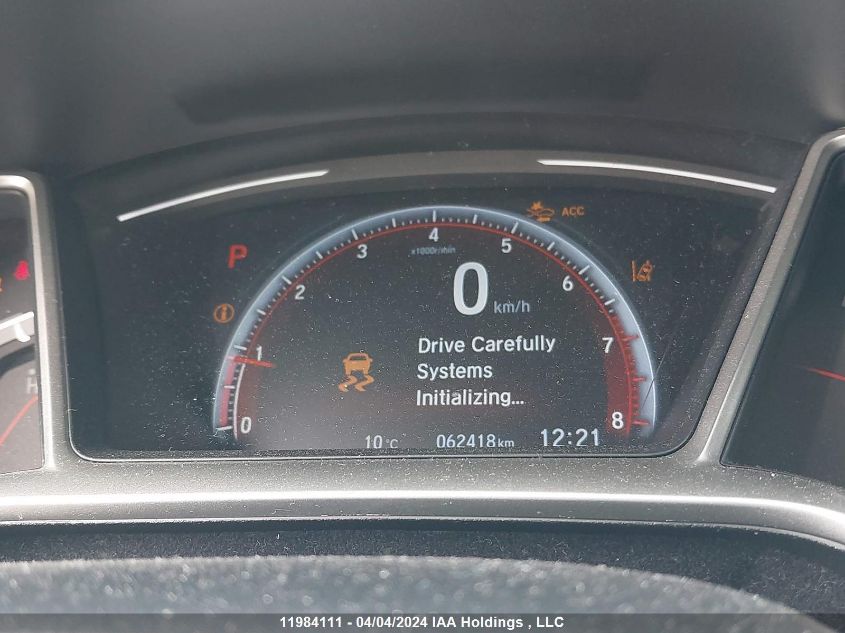 ACC
P
4
3
5
x1000r/min
2
6
0 km/h
1
7
Drive Carefully
Systems
Initializing...
0
8
10°C 062418km 12:21
H
11984111 - 04/04/2024 IAA Holdings , LLC